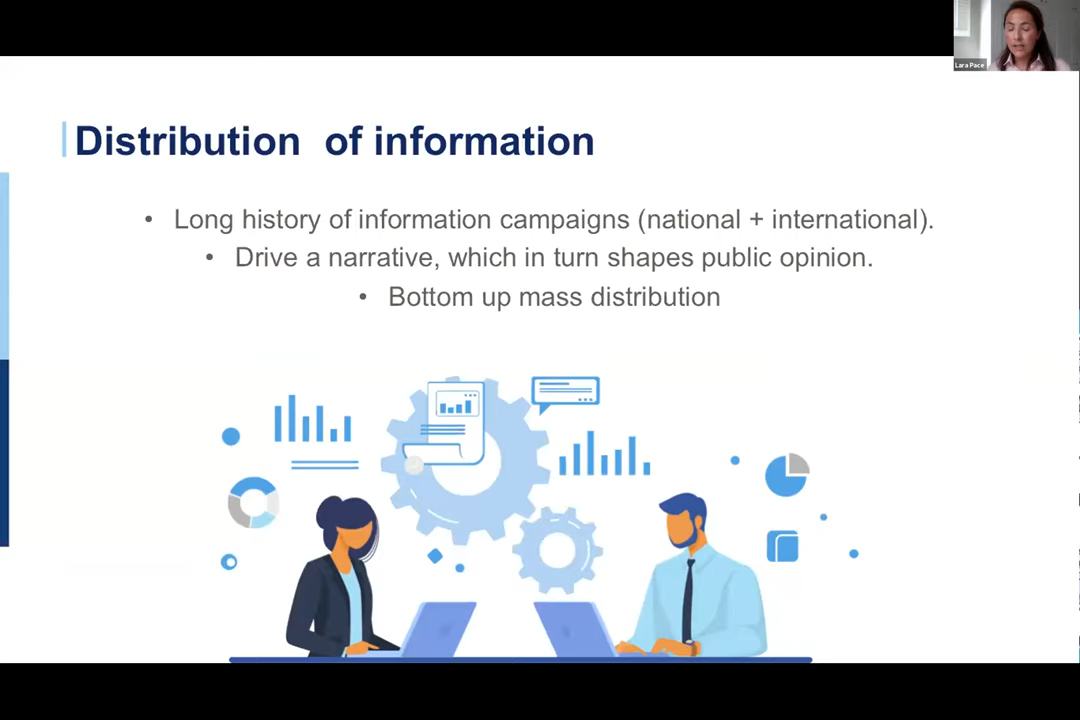 Lara Pace
Distribution of information
• Long history of information campaigns (national + international).
• Drive a narrative, which in turn shapes public opinion.
• Bottom up mass distribution